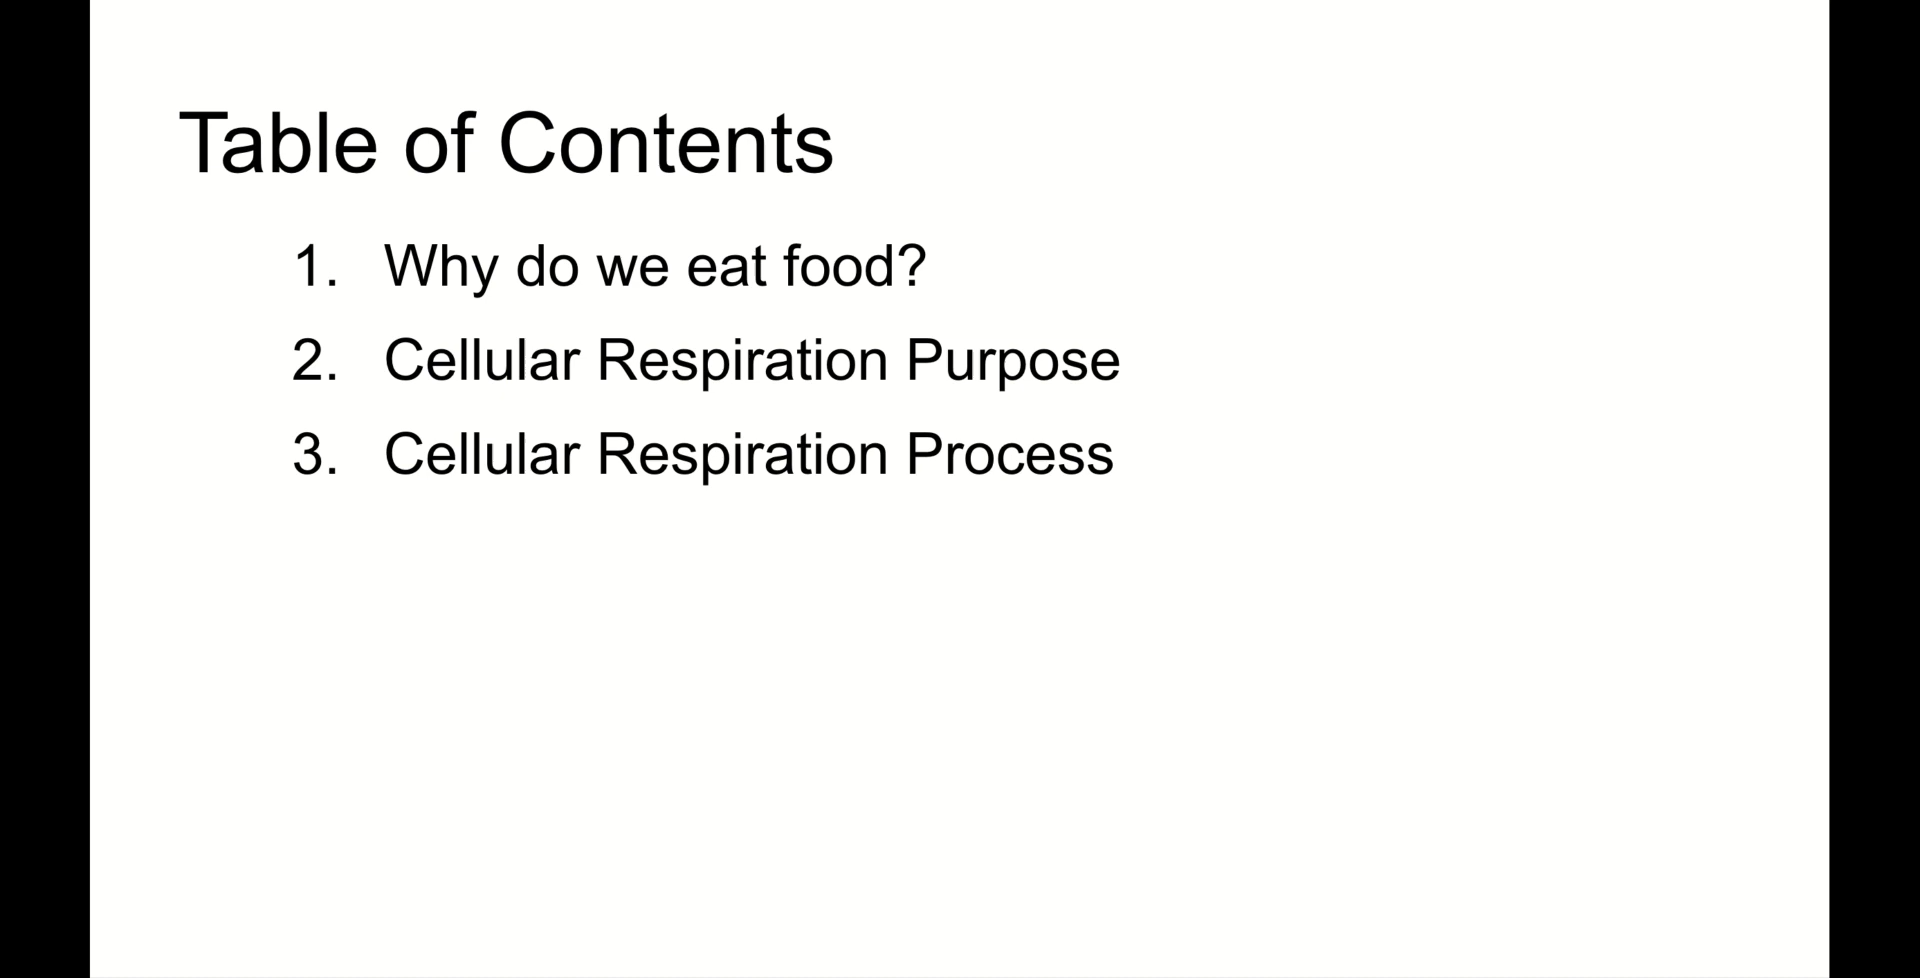 Table of Contents
1. Why do we eat food?
2. Cellular Respiration Purpose
3. Cellular Respiration Process